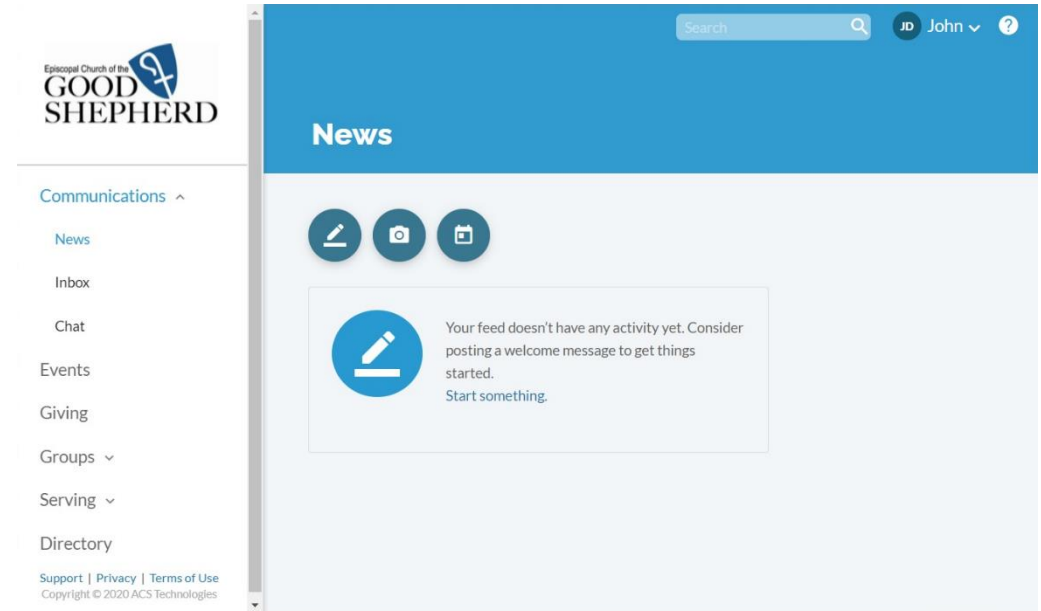 Episcopal Church of the
GOOD
SHEPHERD
Communications
News
Inbox
Chat
Events
Giving
Groups
Serving
Directory
Support | Privacy | Terms of Use
Copyright © 2020 ACS Technologies
Search
JD John
?
News
Your feed doesn't have any activity yet. Consider
posting a welcome message to get things
started.
Start something.